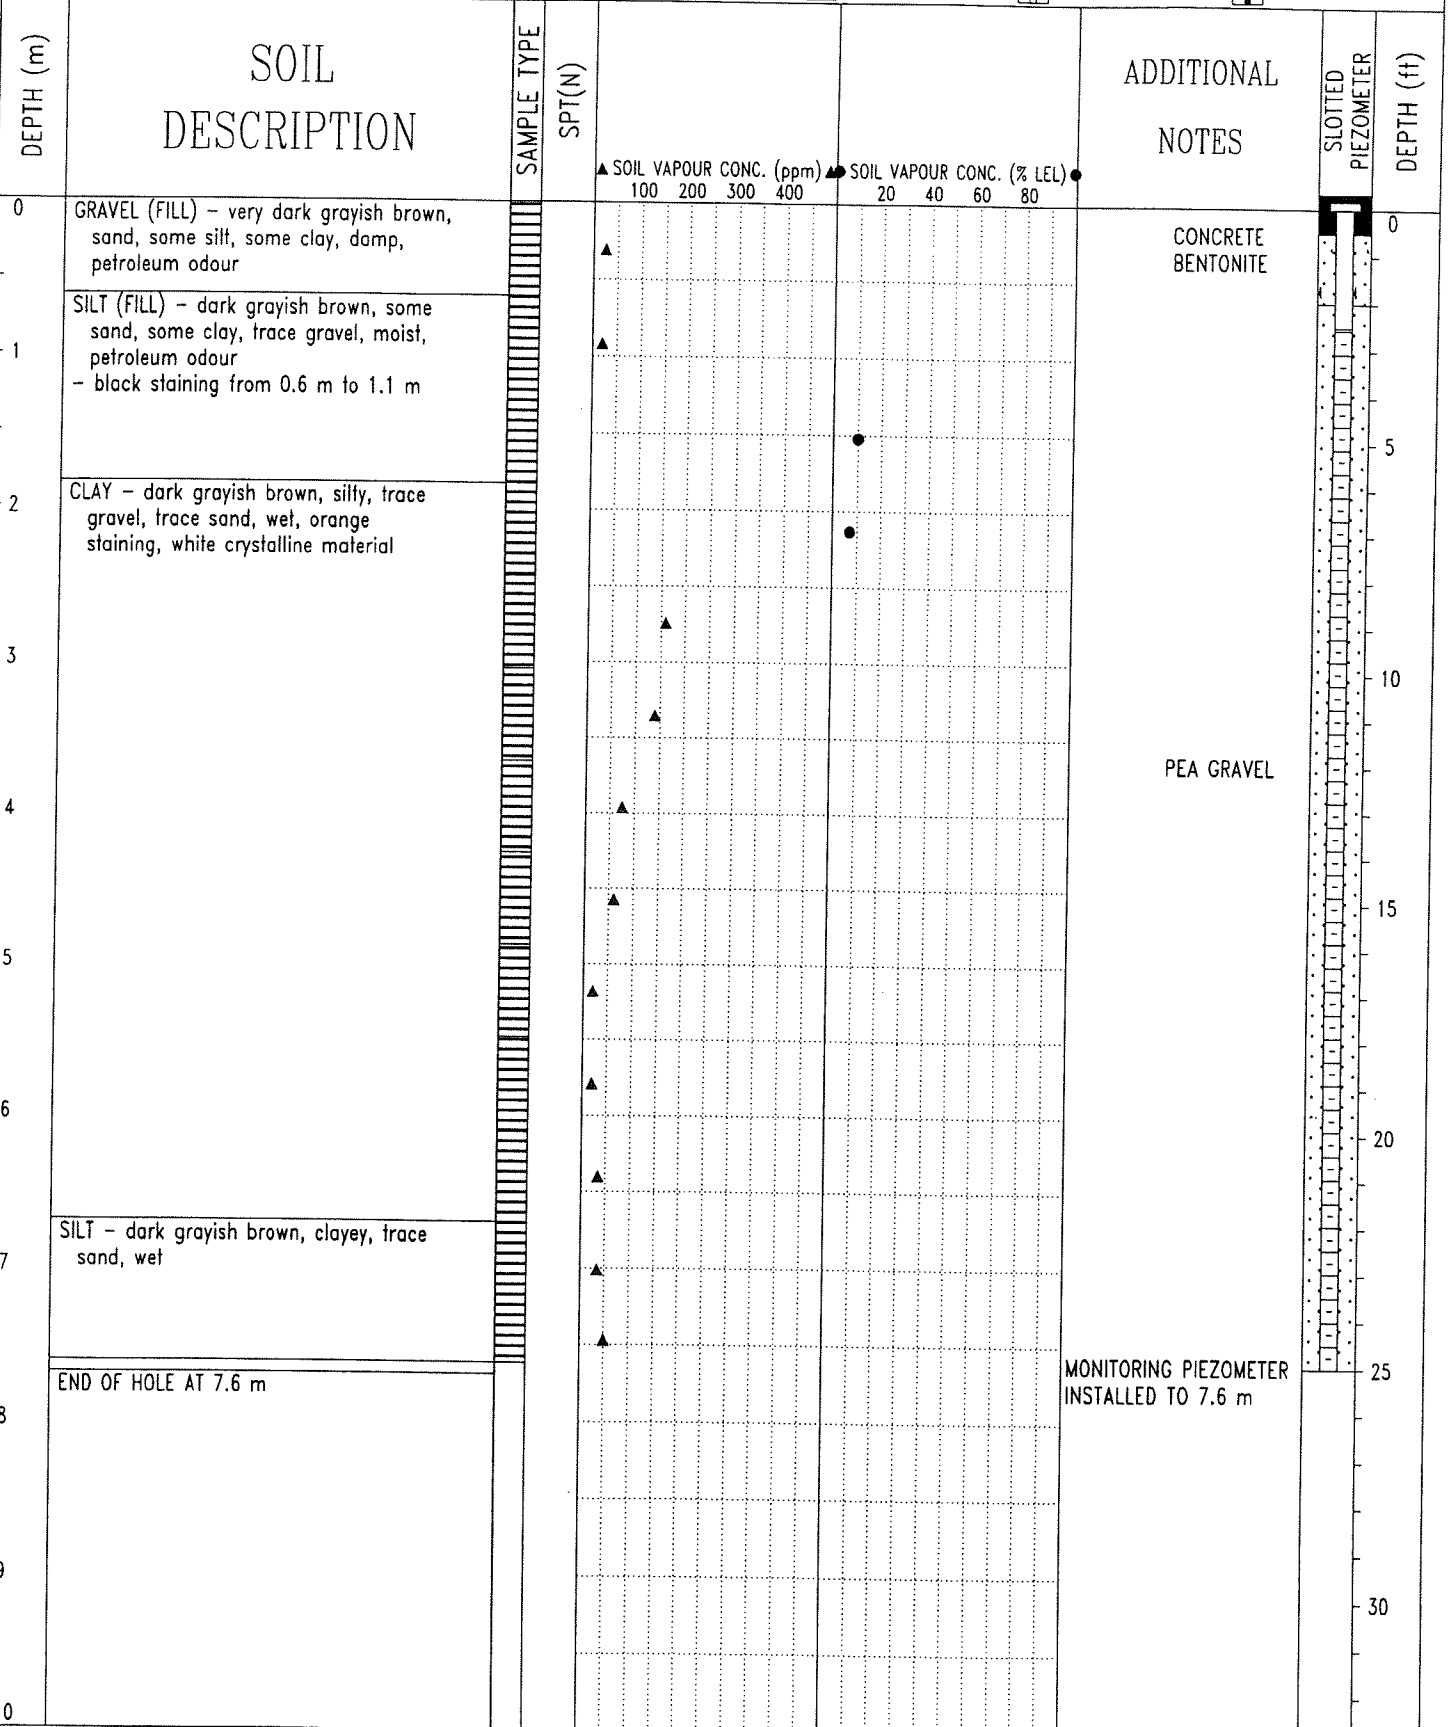 DEPTH (m)
SOIL
DESCRIPTION
SAMPLE TYPE
SPT(N)
▲ SOIL VAPOUR CONC. (ppm) ▲
100 200 300 400
● SOIL VAPOUR CONC. (% LEL) ●
20 40 60 80
ADDITIONAL
NOTES
SLOTTED
PIEZOMETER
DEPTH (ft)
0
GRAVEL (FILL) – very dark grayish brown,
sand, some silt, some clay, damp,
petroleum odour
CONCRETE
BENTONITE
0
SILT (FILL) – dark grayish brown, some
sand, some clay, trace gravel, moist,
petroleum odour
– black staining from 0.6 m to 1.1 m
1
5
CLAY – dark grayish brown, silty, trace
gravel, trace sand, wet, orange
staining, white crystalline material
2
3
10
PEA GRAVEL
4
15
5
6
20
SILT – dark grayish brown, clayey, trace
sand, wet
7
END OF HOLE AT 7.6 m
MONITORING PIEZOMETER
INSTALLED TO 7.6 m
25
8
9
30
0